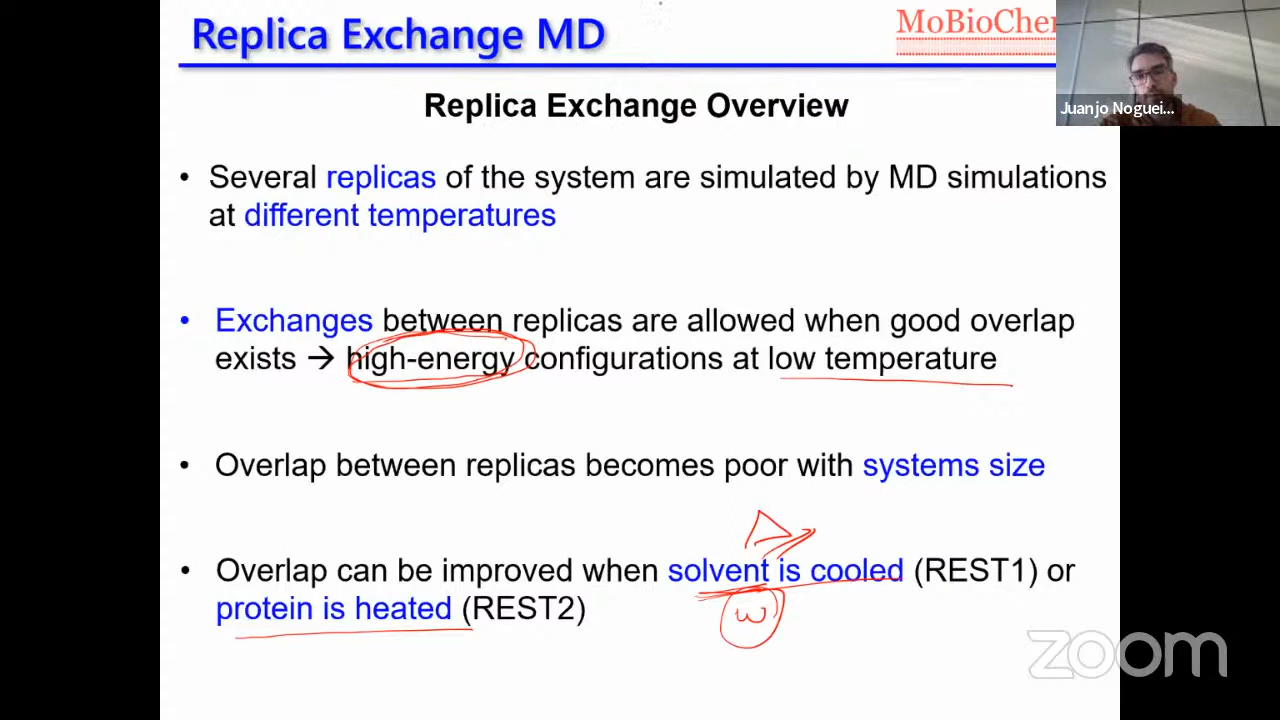 Replica Exchange MD
MoBioChem
Juanjo Noguei...
Replica Exchange Overview
• Several replicas of the system are simulated by MD simulations
at different temperatures
• Exchanges between replicas are allowed when good overlap
exists → high-energy configurations at low temperature
• Overlap between replicas becomes poor with systems size
• Overlap can be improved when solvent is cooled (REST1) or
protein is heated (REST2)
w
zoom